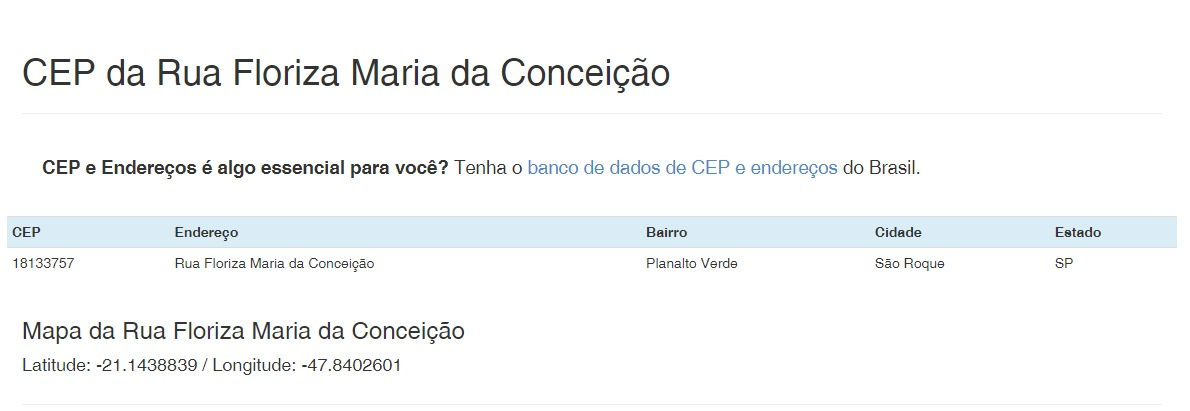 CEP da Rua Floriza Maria da Conceição
CEP e Endereços é algo essencial para você? Tenha o banco de dados de CEP e endereços do Brasil.
CEP Endereço Bairro Cidade Estado
18133757 Rua Floriza Maria da Conceição Planalto Verde São Roque SP
Mapa da Rua Floriza Maria da Conceição
Latitude: -21.1438839 / Longitude: -47.8402601